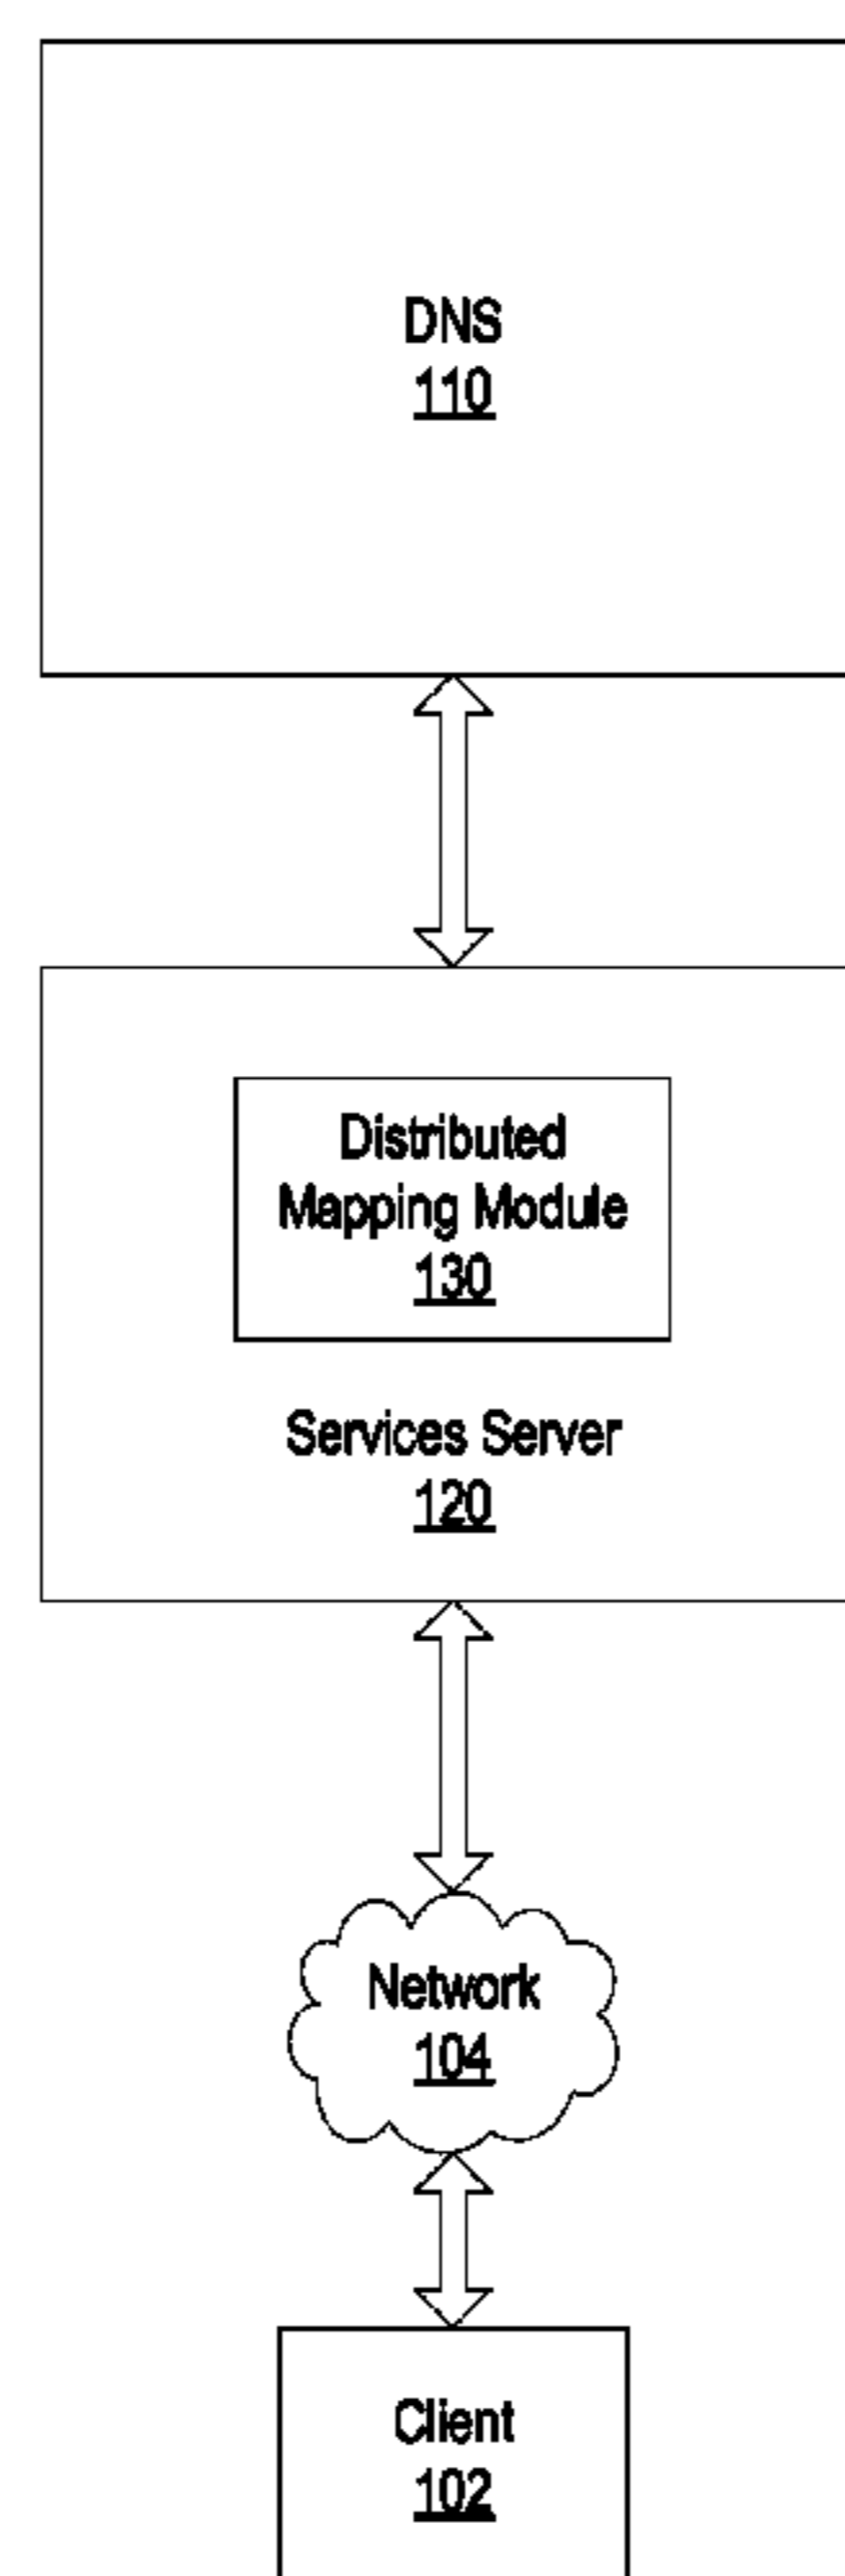 DNS
110
Distributed
Mapping Module
130
Services Server
120
Network
104
Client
102